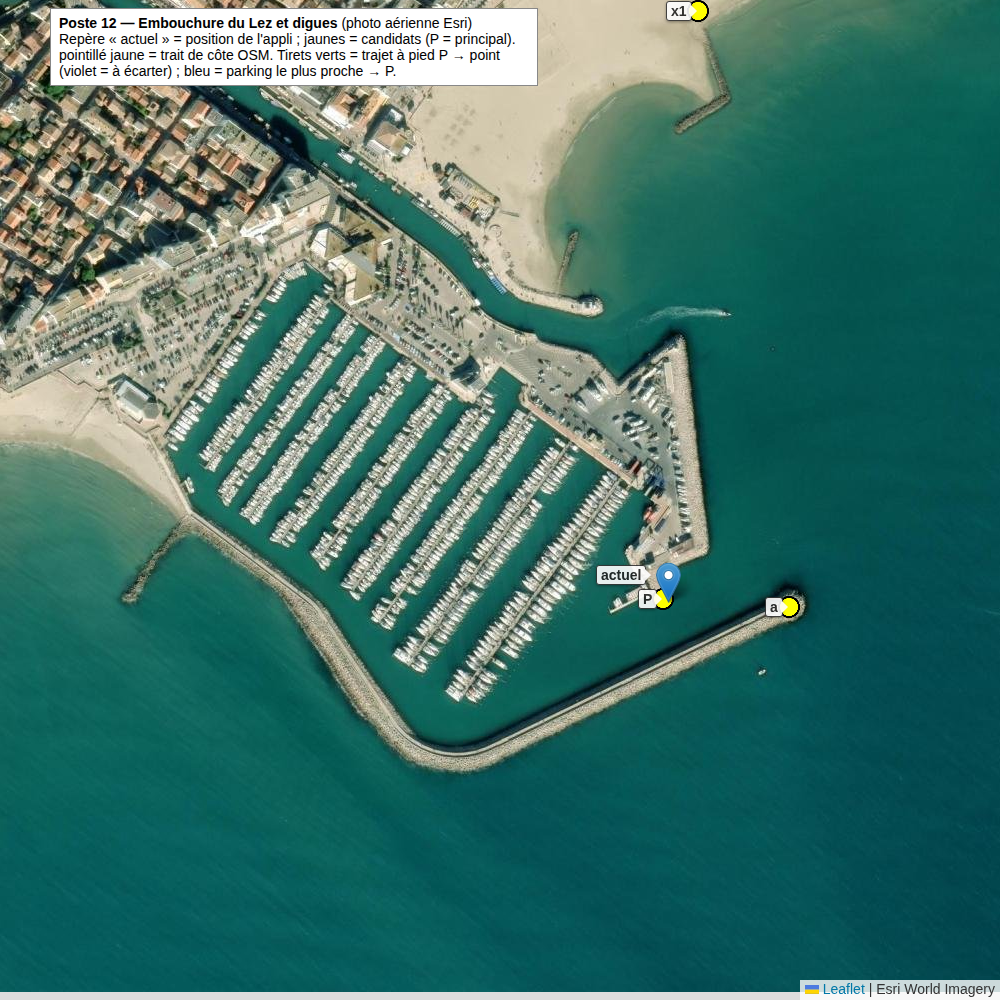 x1
Poste 12 — Embouchure du Lez et digues (photo aérienne Esri)
Repère « actuel » = position de l'appli ; jaunes = candidats (P = principal).
pointillé jaune = trait de côte OSM. Tirets verts = trajet à pied P → point
(violet = à écarter) ; bleu = parking le plus proche → P.
actuel
P
a
Leaflet | Esri World Imagery